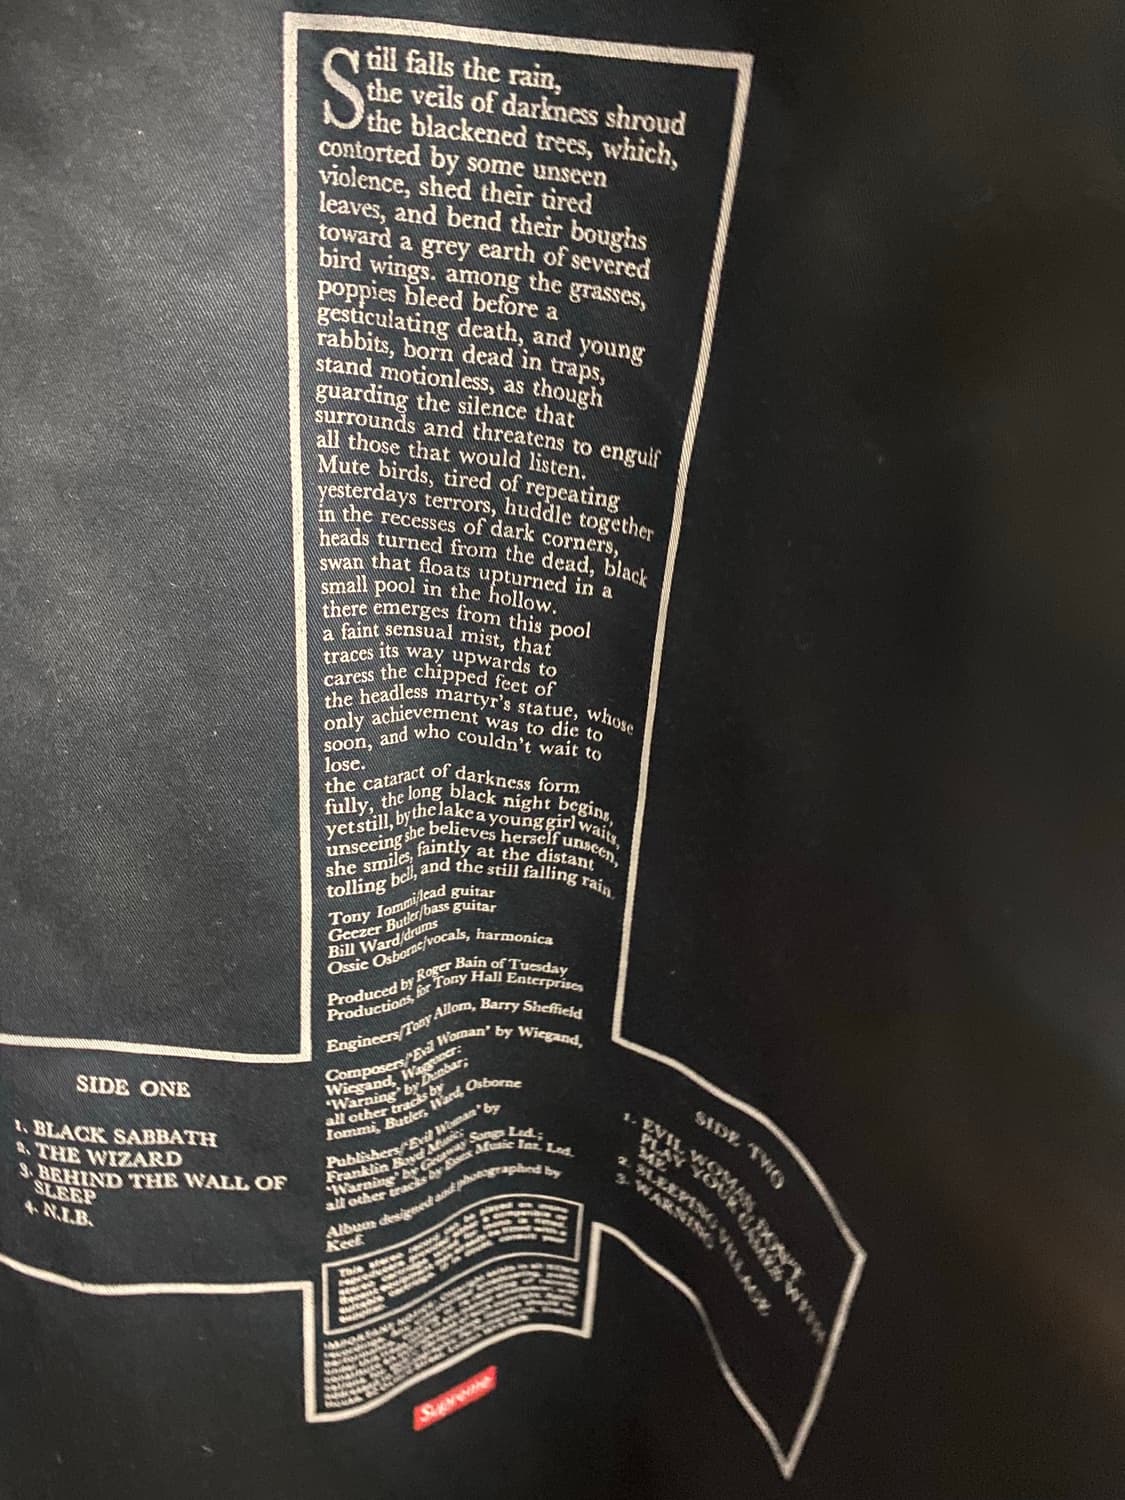 Still falls the rain,
the veils of darkness shroud
the blackened trees, which,
contorted by some unseen
violence, shed their tired
leaves, and bend their boughs
toward a grey earth of severed
bird wings. among the grasses,
poppies bleed before a
gesticulating death, and young
rabbits, born dead in traps,
stand motionless, as though
guarding the silence that
surrounds and threatens to engulf
all those that would listen.
Mute birds, tired of repeating
yesterdays terrors, huddle together
in the recesses of dark corners,
heads turned from the dead, black
swan that floats upturned in a
small pool in the hollow.
there emerges from this pool
a faint sensual mist, that
traces its way upwards to
caress the chipped feet of
the headless martyr's statue, whose
only achievement was to die to
soon, and who couldn't wait to
lose.
the cataract of darkness form
fully, the long black night begins,
yet still, by the lake a young girl waits,
unseeing she believes herself unseen,
she smiles, faintly at the distant
tolling bell, and the still falling rain.
Tony Iommi/lead guitar
Geezer Butler/bass guitar
Bill Ward/drums
Ossie Osborne/vocals, harmonica
Produced by Roger Bain of Tuesday
Productions, for Tony Hall Enterprises
Engineers/Tony Allom, Barry Sheffield
Composers/'Evil Woman' by Wiegand,
Wiegand, Waggoner:
'Warning' by Dunbar;
all other tracks by
Iommi, Butler, Ward, Osborne
Publishers/'Evil Woman' by
Franklin Boyd Music;
'Warning' by Getaway Songs Ltd.;
all other tracks by Essex Music Int. Ltd.
Album designed and photographed by
Keef
SIDE ONE
1. BLACK SABBATH
2. THE WIZARD
3. BEHIND THE WALL OF
SLEEP
4. N.I.B.
SIDE TWO
1. EVIL WOMAN, DON'T
PLAY YOUR GAMES WITH
ME
2. SLEEPING VILLAGE
3. WARNING
Supreme